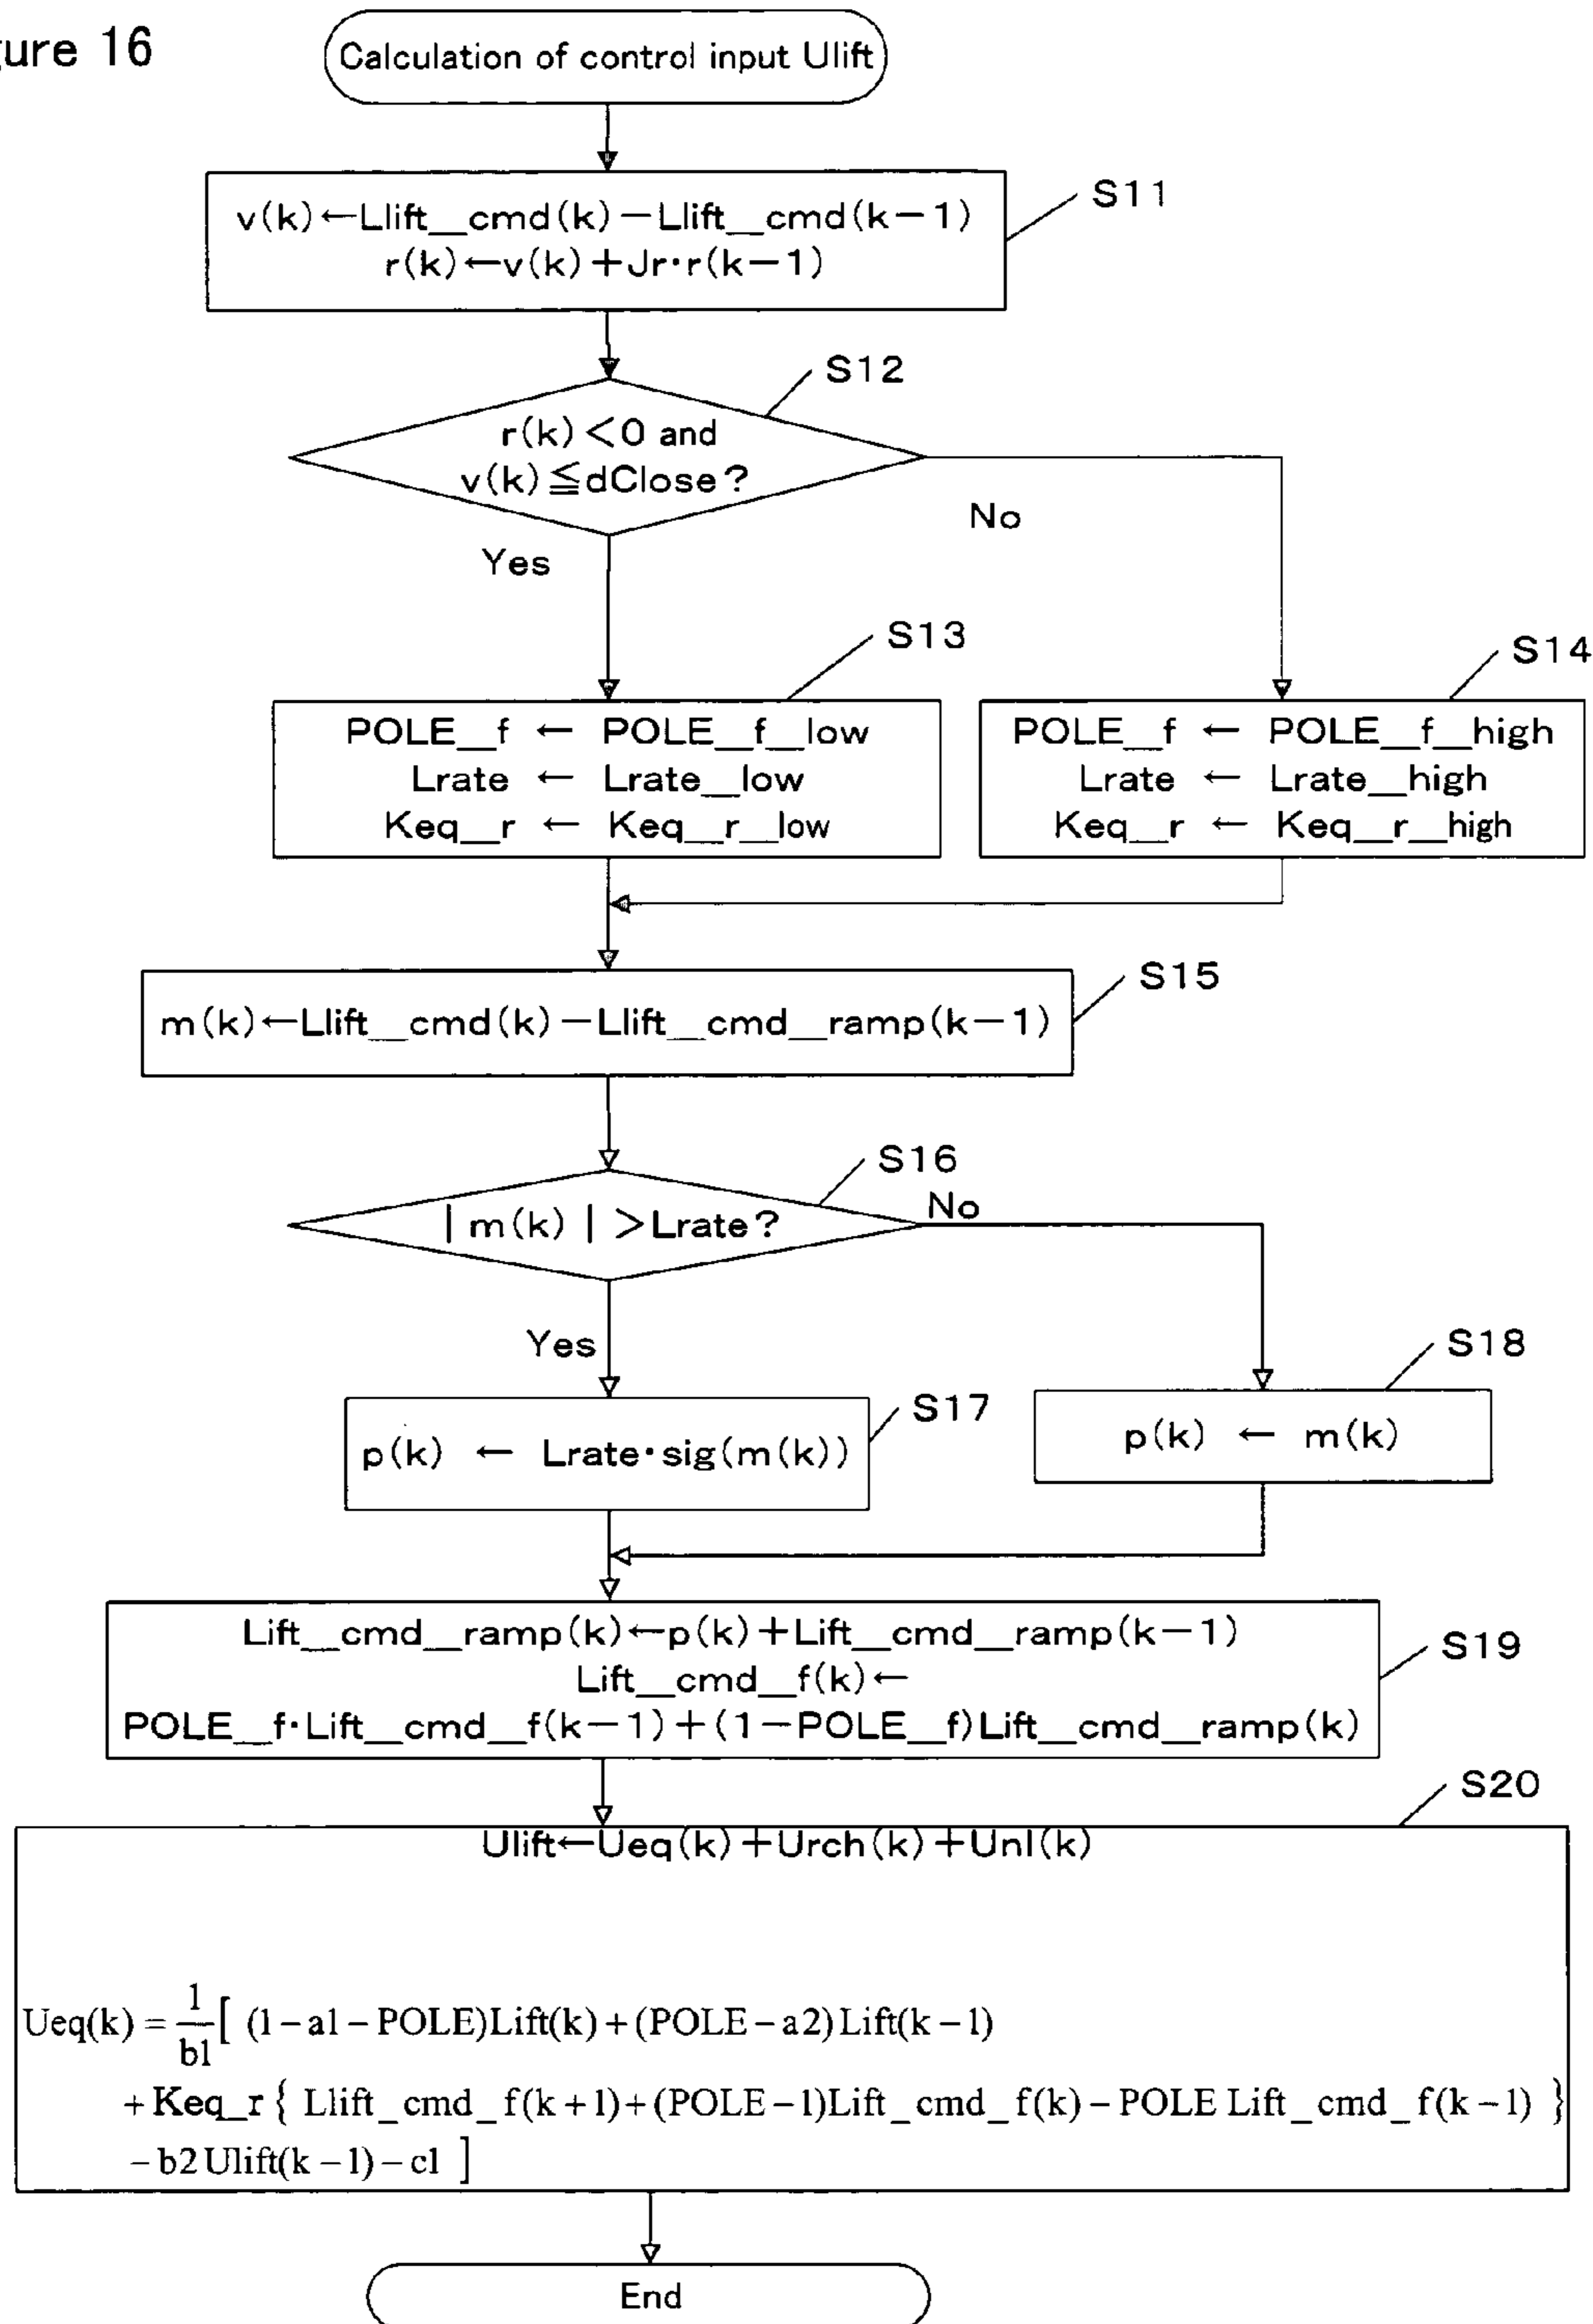 ure 16
Calculation of control input Ulift
S11
v(k)←Llift_cmd(k)−Llift_cmd(k−1)
r(k)←v(k)+Jr·r(k−1)
S12
r(k)<0 and
v(k)≦dClose?
No
Yes
S13
S14
POLE_f ← POLE_f_low
Lrate ← Lrate_low
Keq_r ← Keq_r_low
POLE_f ← POLE_f_high
Lrate ← Lrate_high
Keq_r ← Keq_r_high
S15
m(k)←Llift_cmd(k)−Llift_cmd_ramp(k−1)
S16
No
|m(k)|>Lrate?
Yes
S18
S17
p(k) ← Lrate·sig(m(k))
p(k) ← m(k)
Lift_cmd_ramp(k)←p(k)+Lift_cmd_ramp(k−1)
S19
Lift_cmd_f(k)←
POLE_f·Lift_cmd_f(k−1)+(1−POLE_f)Lift_cmd_ramp(k)
S20
Ulift←Ueq(k)+Urch(k)+Unl(k)
Ueq(k) = 1/b1 [ (1−a1−POLE)Lift(k)+(POLE−a2)Lift(k−1)
+Keq_r { Llift_cmd_f(k+1)+(POLE−1)Lift_cmd_f(k)−POLE Lift_cmd_f(k−1) }
−b2 Ulift(k−1)−c1 ]
End